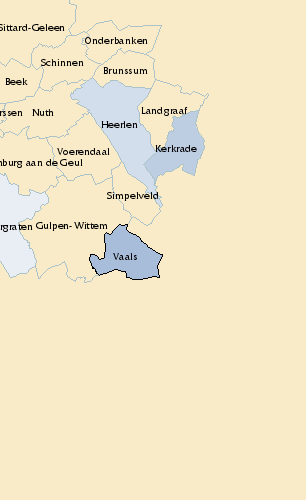 Sittard-Geleen
Onderbanken
Schinnen
Brunssum
Beek
rssen
Nuth
Landgraaf
Heerlen
Voerendaal
Kerkrade
nburg aan de Geul
Simpelveld
rgraten
Gulpen-Wittem
Vaals